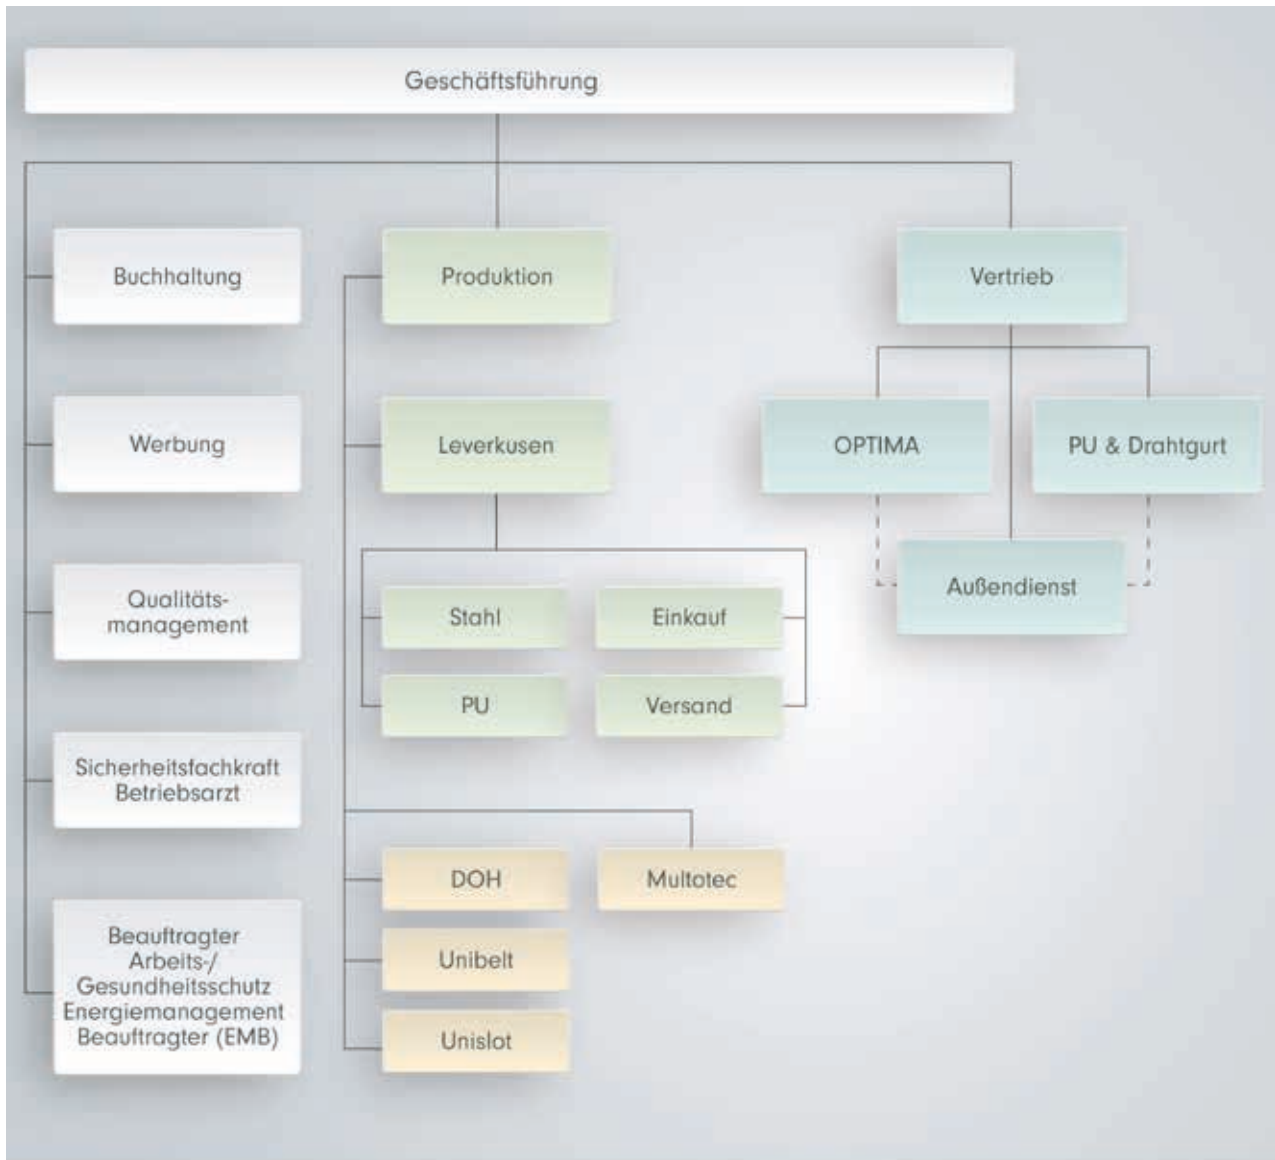 Geschäftsführung
Buchhaltung
Produktion
Vertrieb
Werbung
Leverkusen
OPTIMA
PU & Drahtgurt
Qualitäts-
management
Stahl
Einkauf
Außendienst
PU
Versand
Sicherheitsfachkraft
Betriebsarzt
DOH
Multotec
Beauftragter
Arbeits-/
Gesundheitsschutz
Energiemanagement
Beauftragter (EMB)
Unibelt
Unislot